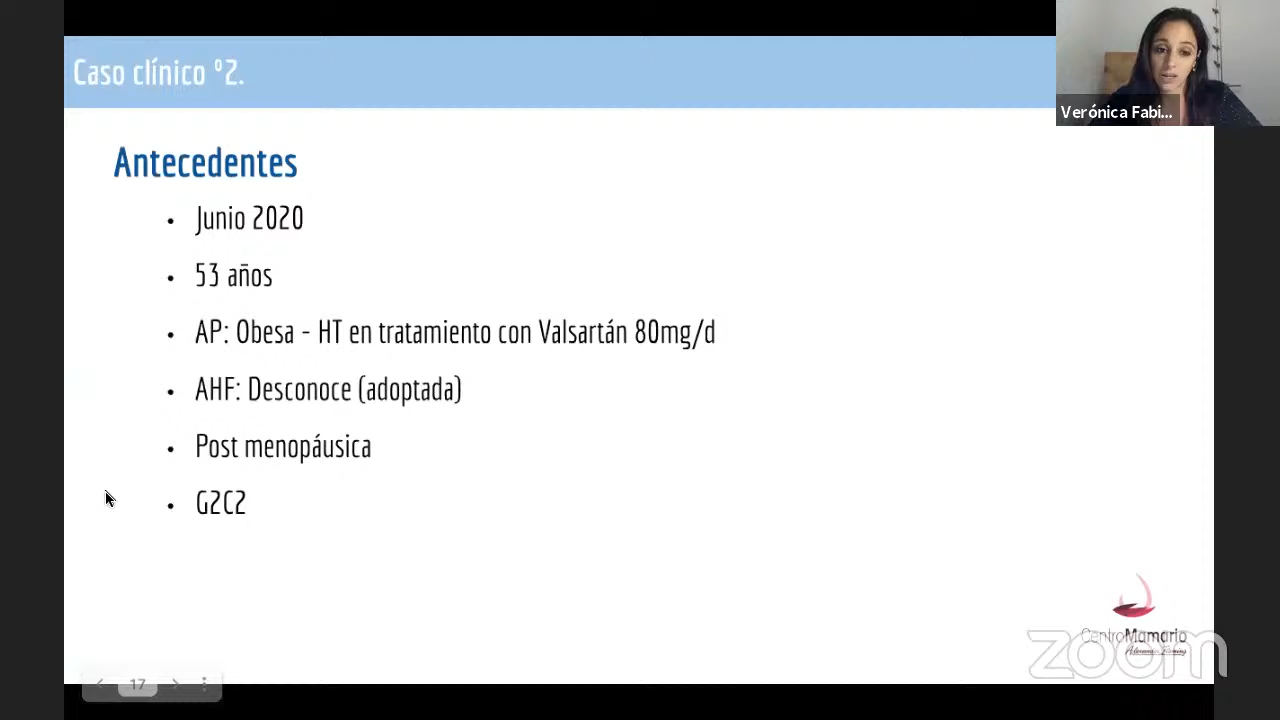 Caso clínico º2.
Verónica Fabi...
Antecedentes
• Junio 2020
• 53 años
• AP: Obesa - HT en tratamiento con Valsartán 80mg/d
• AHF: Desconoce (adoptada)
• Post menopáusica
• G2C2
CentroMamario
zoom
17